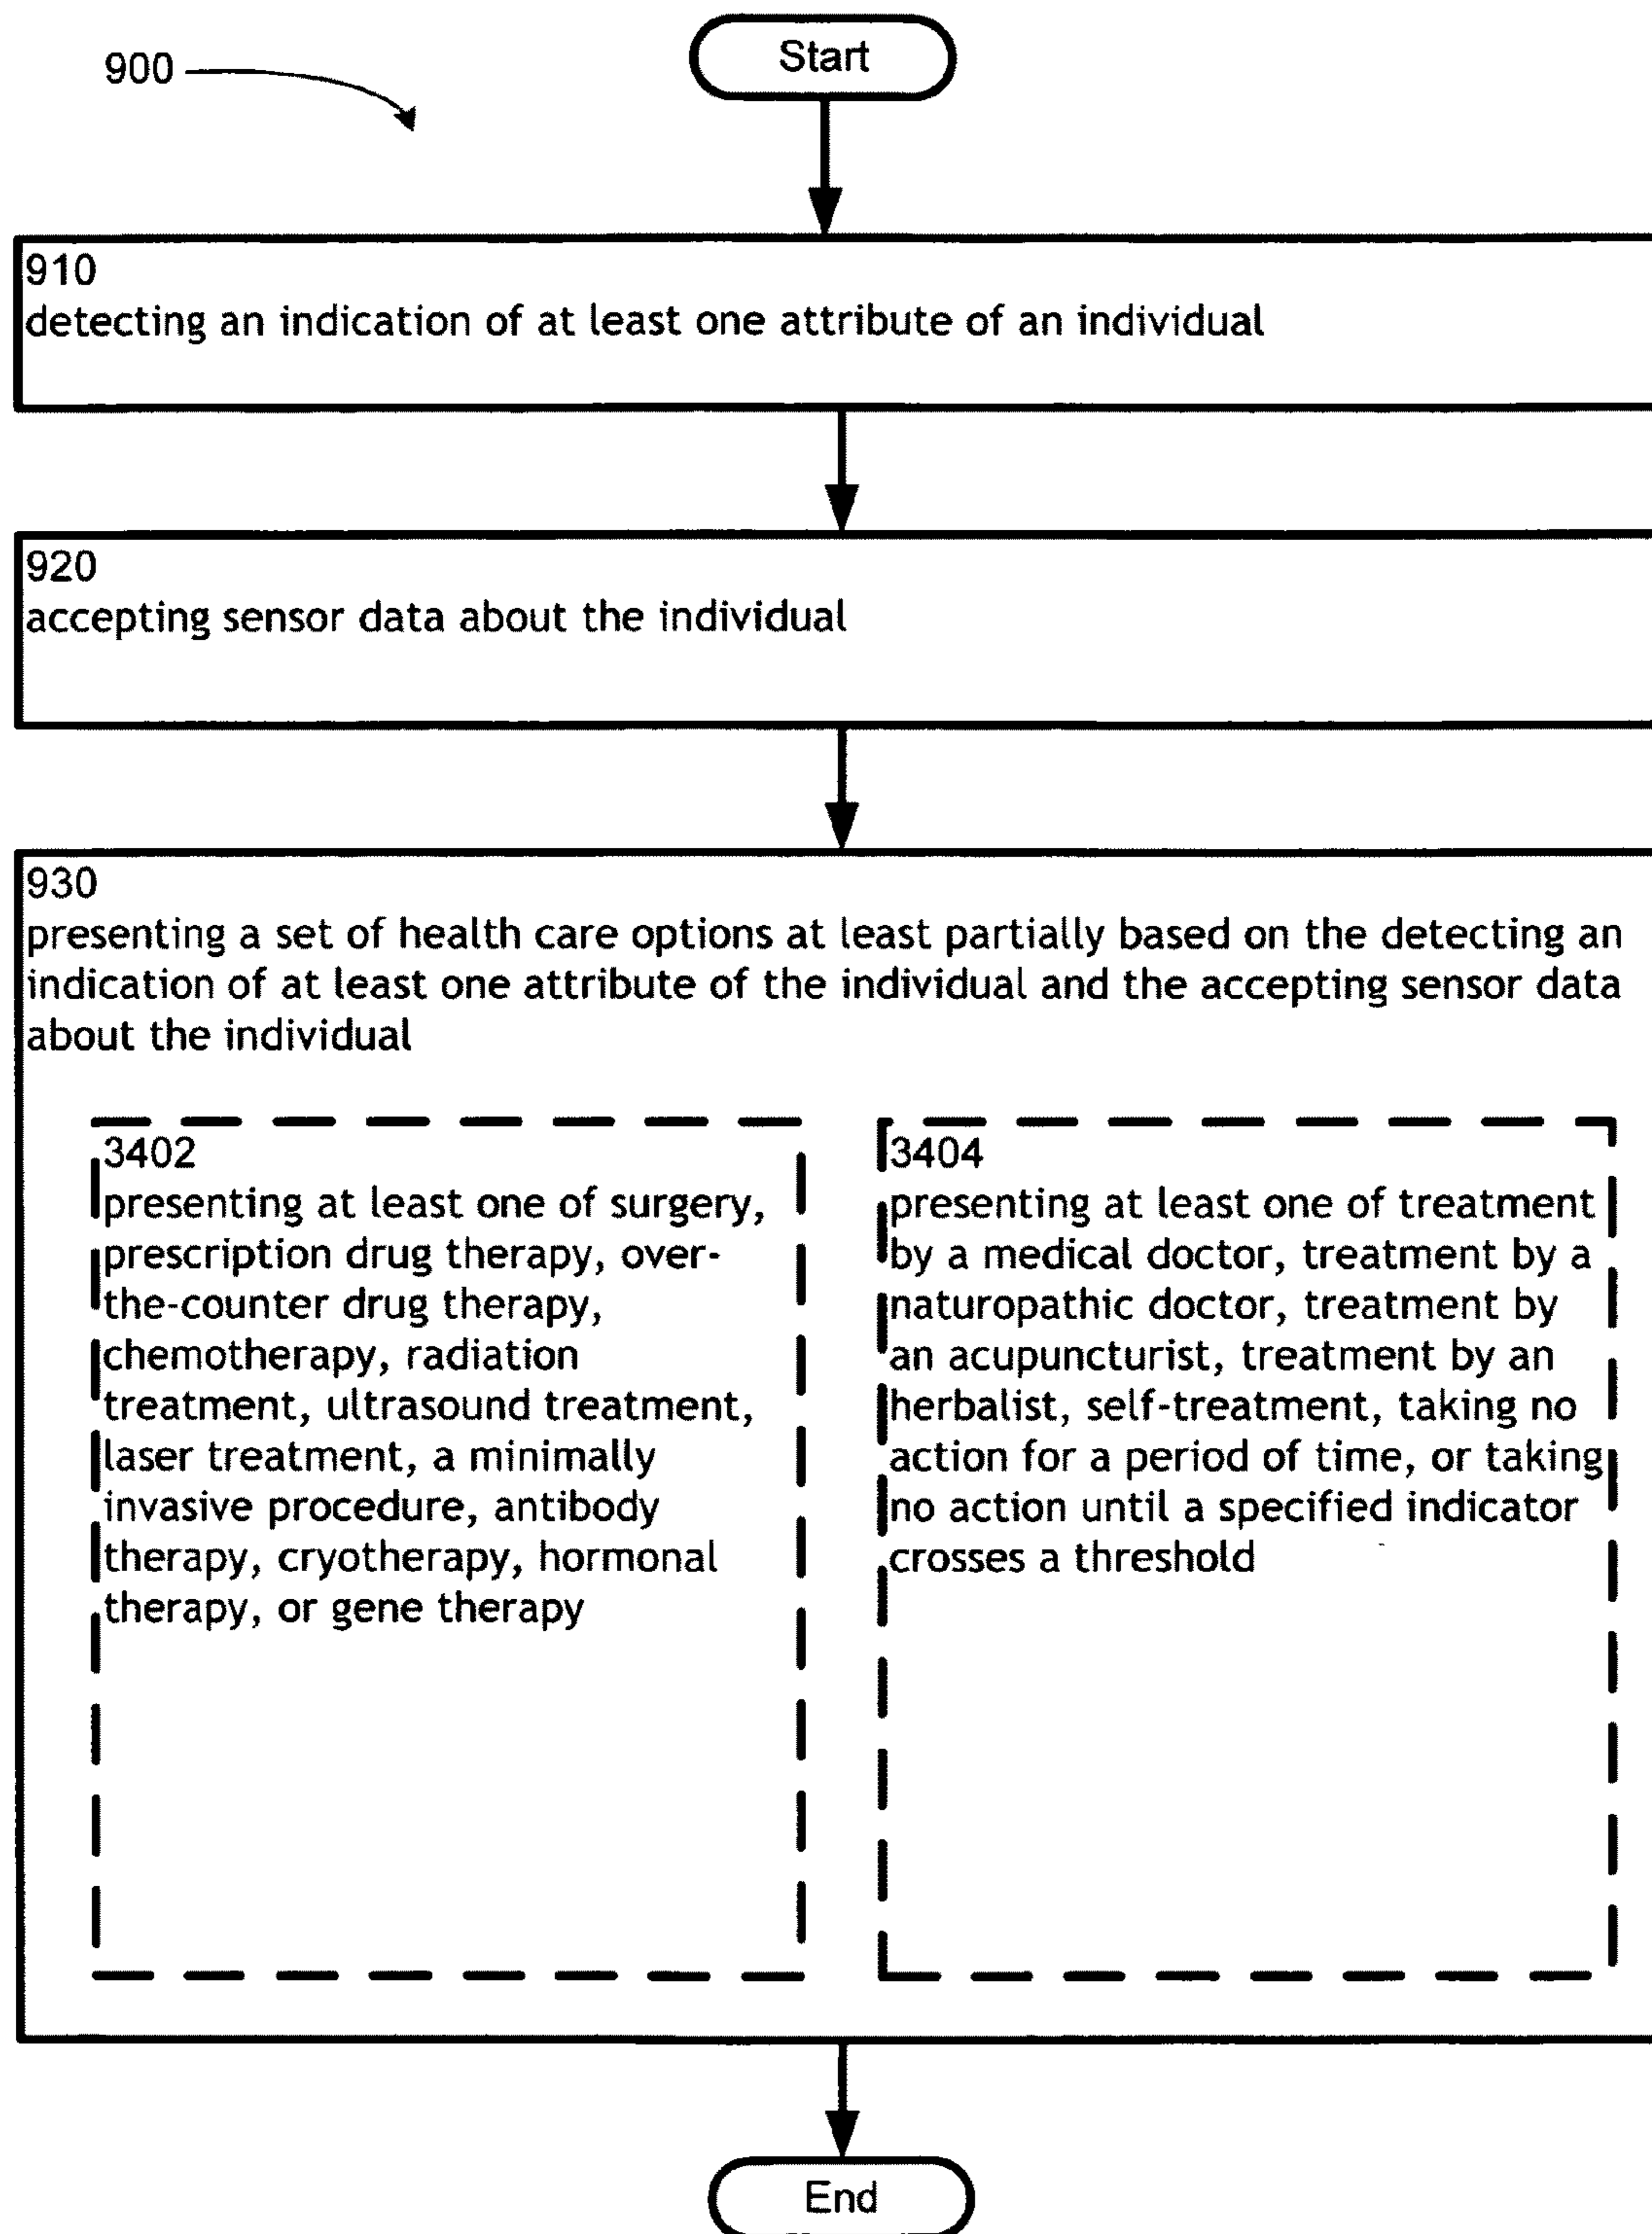 Start
900
910
detecting an indication of at least one attribute of an individual
920
accepting sensor data about the individual
930
presenting a set of health care options at least partially based on the detecting an
indication of at least one attribute of the individual and the accepting sensor data
about the individual
3402
presenting at least one of surgery,
prescription drug therapy, over-
the-counter drug therapy,
chemotherapy, radiation
treatment, ultrasound treatment,
laser treatment, a minimally
invasive procedure, antibody
therapy, cryotherapy, hormonal
therapy, or gene therapy
3404
presenting at least one of treatment
by a medical doctor, treatment by a
naturopathic doctor, treatment by
an acupuncturist, treatment by an
herbalist, self-treatment, taking no
action for a period of time, or taking
no action until a specified indicator
crosses a threshold
End